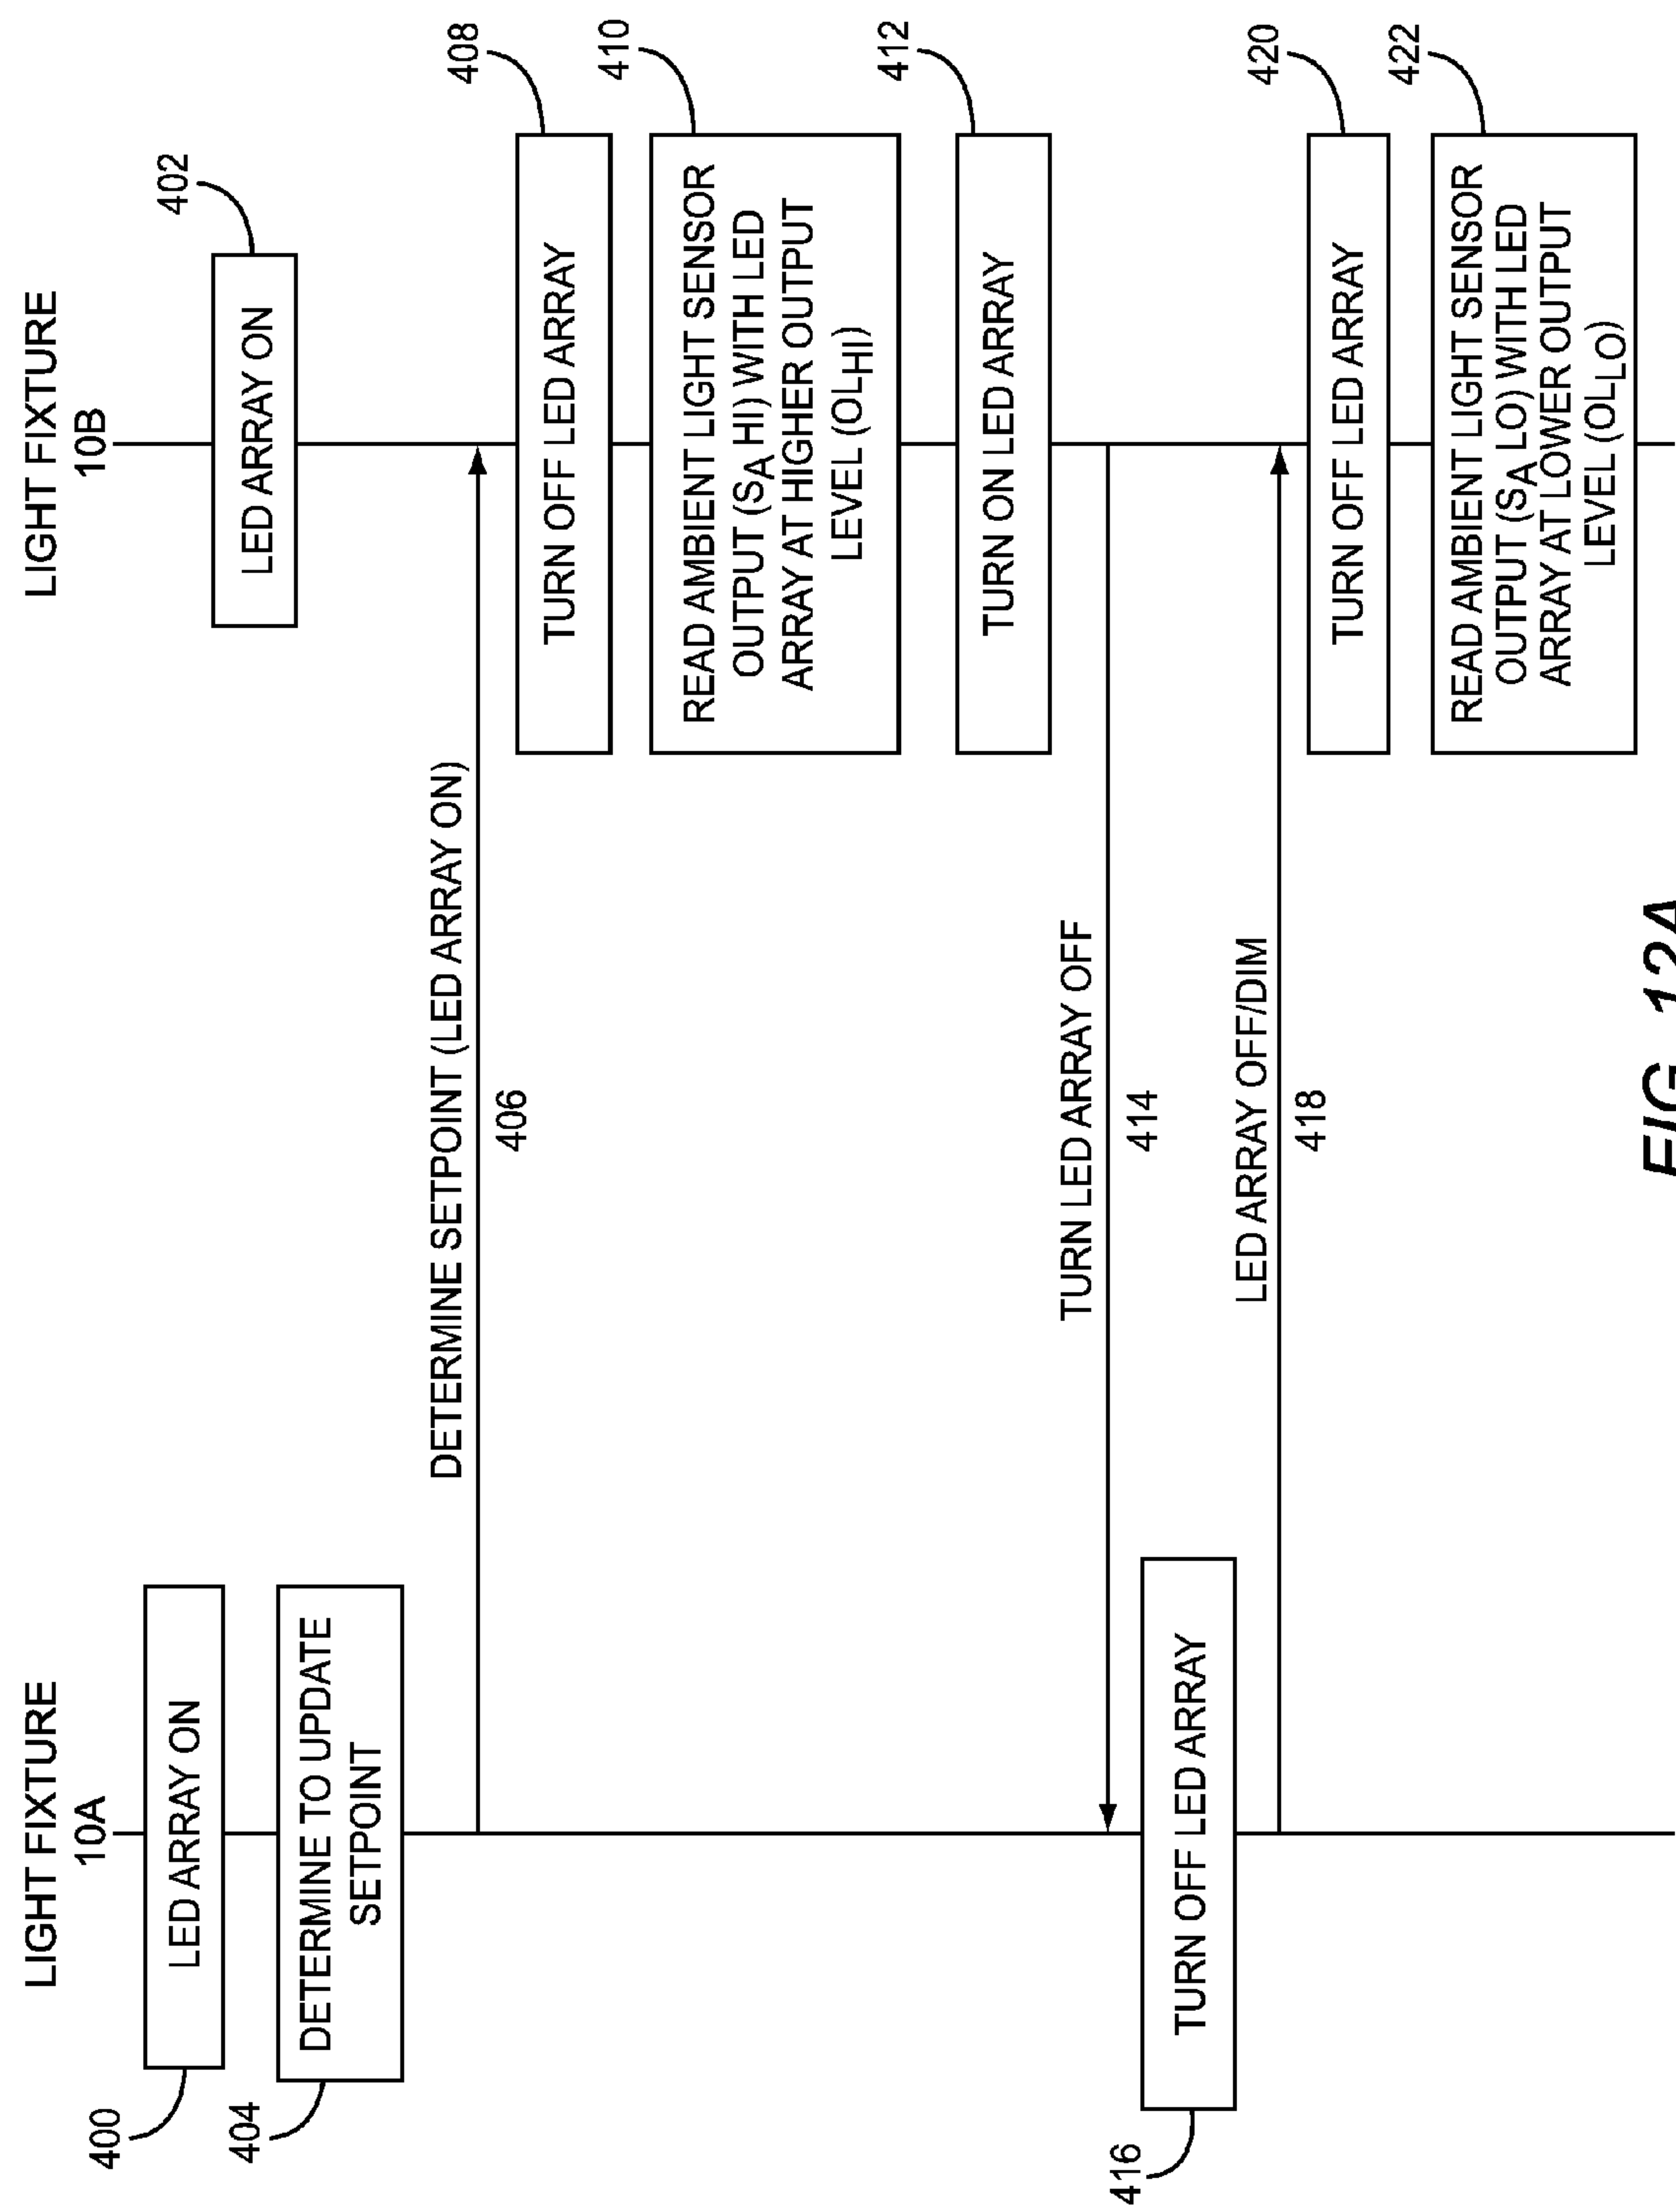 LIGHT FIXTURE
10A
LIGHT FIXTURE
10B
400
LED ARRAY ON
402
LED ARRAY ON
404
DETERMINE TO UPDATE
SETPOINT
DETERMINE SETPOINT (LED ARRAY ON)
406
408
TURN OFF LED ARRAY
410
READ AMBIENT LIGHT SENSOR
OUTPUT (SA HI) WITH LED
ARRAY AT HIGHER OUTPUT
LEVEL (OLHI)
412
TURN ON LED ARRAY
TURN LED ARRAY OFF
414
416
TURN OFF LED ARRAY
LED ARRAY OFF/DIM
418
420
TURN OFF LED ARRAY
422
READ AMBIENT LIGHT SENSOR
OUTPUT (SA LO) WITH LED
ARRAY AT LOWER OUTPUT
LEVEL (OLLO)
FIG. 12A